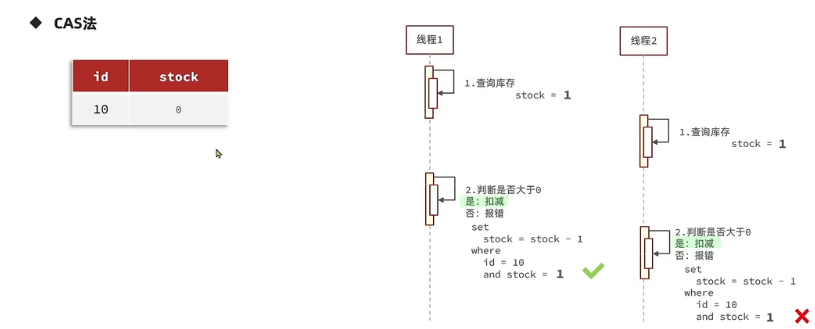 ◆ CAS法
id stock
10 0
线程1
1.查询库存
stock = 1
2.判断是否大于0
是: 扣减
否: 报错
set
stock = stock - 1
where
id = 10
and stock = 1
线程2
1.查询库存
stock = 1
2.判断是否大于0
是: 扣减
否: 报错
set
stock = stock - 1
where
id = 10
and stock = 1